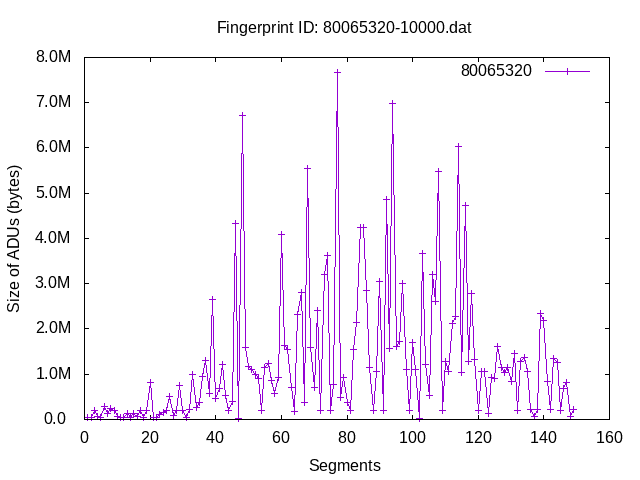 Fingerprint ID: 80065320-10000.dat
80065320
8.0M
7.0M
6.0M
5.0M
4.0M
3.0M
2.0M
1.0M
0.0
Size of ADUs (bytes)
0 20 40 60 80 100 120 140 160
Segments